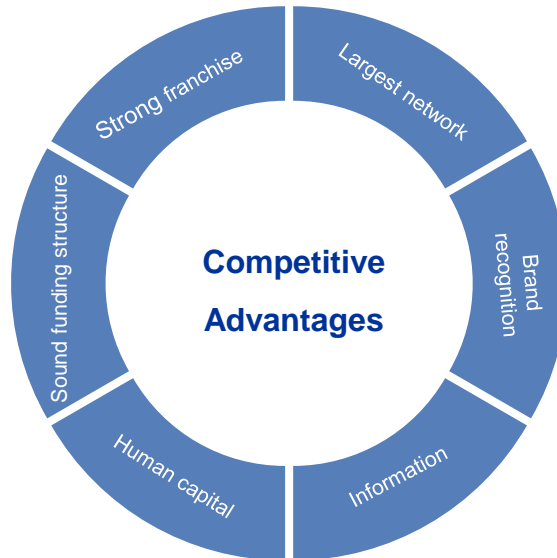 Strong franchise
Largest network
Sound funding structure
Competitive
Advantages
Brand
recognition
Human capital
Information